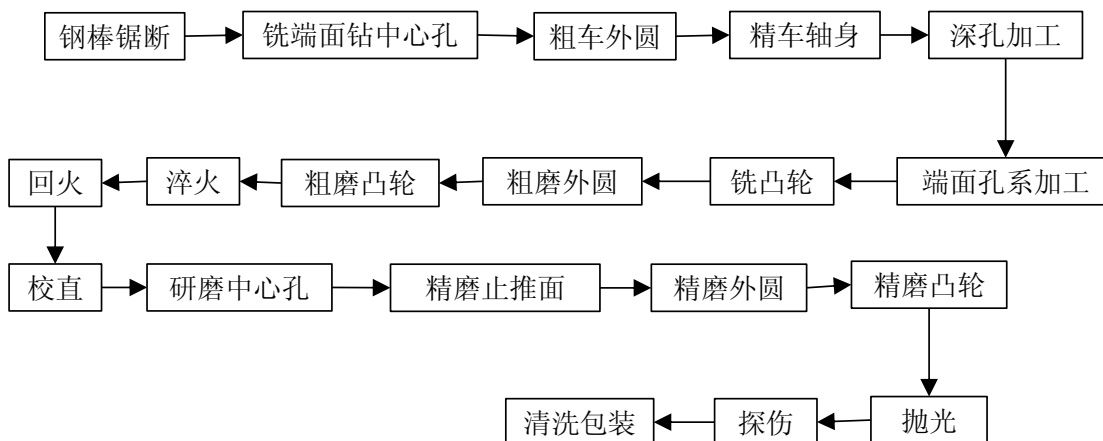 钢棒锯断
铣端面钻中心孔
粗车外圆
精车轴身
深孔加工
端面孔系加工
铣凸轮
粗磨外圆
粗磨凸轮
淬火
回火
校直
研磨中心孔
精磨止推面
精磨外圆
精磨凸轮
抛光
探伤
清洗包装